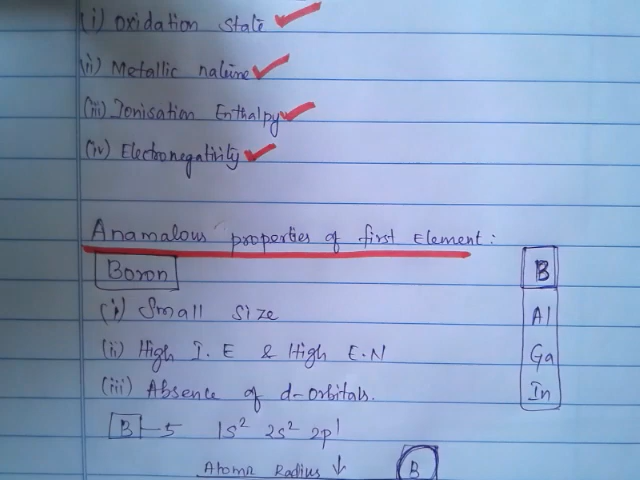 (i) Oxidation State
(ii) Metallic nature
(iii) Ionisation Enthalpy
(iv) Electronegativity
Anamalous properties of first Element:
Boron
B
(i) Small Size
Al
(ii) High I.E & High E.N
Ga
(iii) Absence of d-orbitals.
In
B-5 1s² 2s² 2p¹
Atomic Radius ↓
B